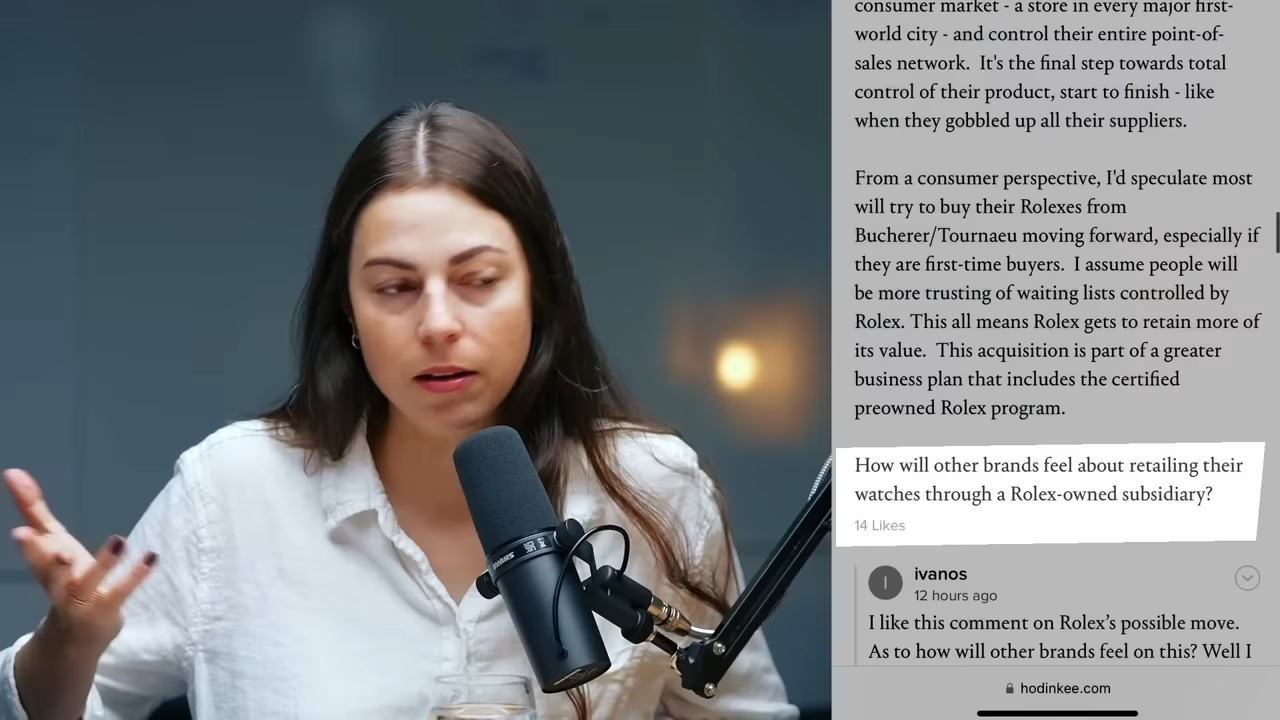 consumer market - a store in every major first-
world city - and control their entire point-of-
sales network.  It's the final step towards total
control of their product, start to finish - like
when they gobbled up all their suppliers.
From a consumer perspective, I'd speculate most
will try to buy their Rolexes from
Bucherer/Tournaeu moving forward, especially if
they are first-time buyers.  I assume people will
be more trusting of waiting lists controlled by
Rolex. This all means Rolex gets to retain more of
its value.  This acquisition is part of a greater
business plan that includes the certified
preowned Rolex program.
How will other brands feel about retailing their
watches through a Rolex-owned subsidiary?
14 Likes
I
ivanos
12 hours ago
I like this comment on Rolex’s possible move.
As to how will other brands feel on this? Well I
hodinkee.com
SHURE